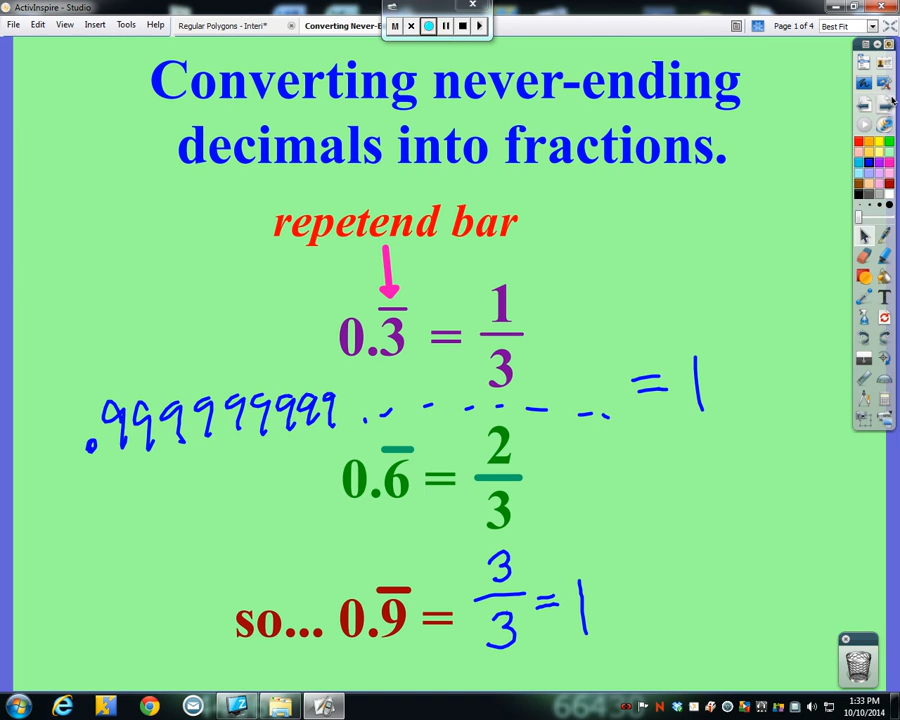 ActivInspire - Studio
File Edit View Insert Tools Help
Regular Polygons - Interi* Converting Never-E
Page 1 of 4 Best Fit
Converting never-ending
decimals into fractions.
repetend bar
0.3̅ = 1/3
.999999999 ........ = 1
0.6̅ = 2/3
so... 0.9̅ = 3/3 = 1
1:33 PM
10/10/2014